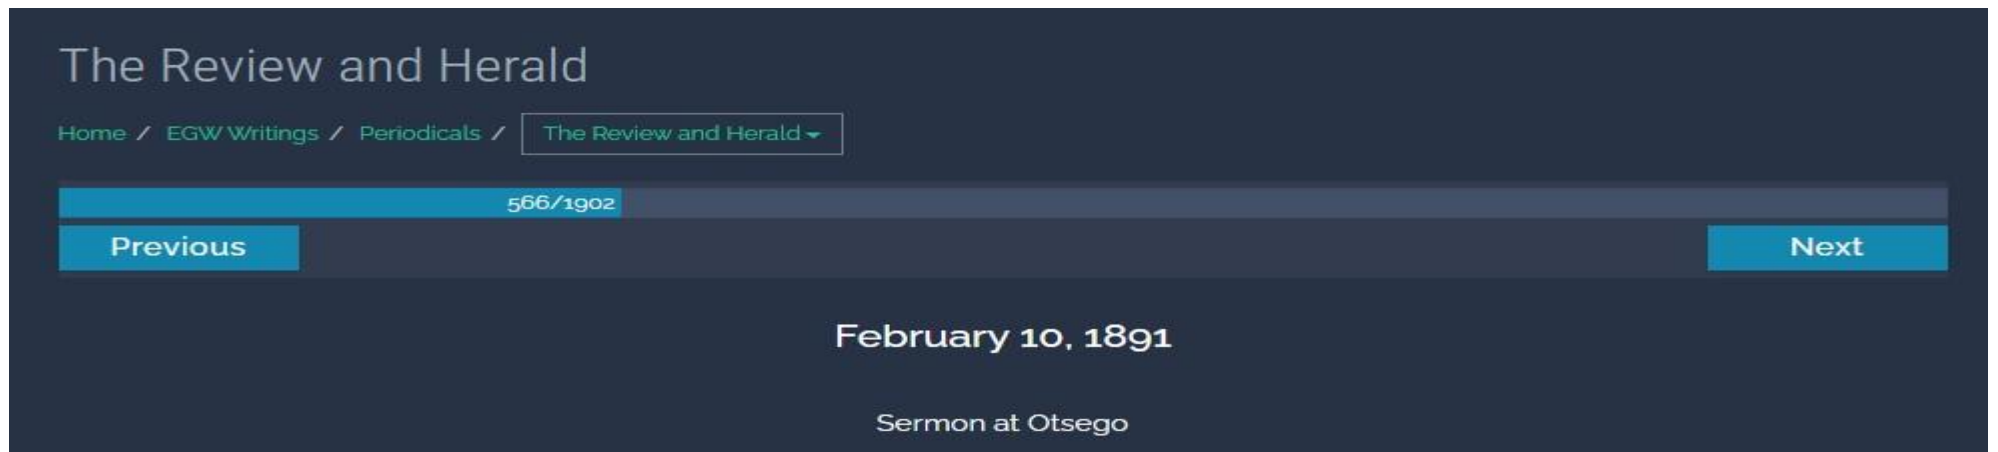 The Review and Herald
Home / EGW Writings / Periodicals / The Review and Herald
566/1902
Previous Next
February 10, 1891
Sermon at Otsego